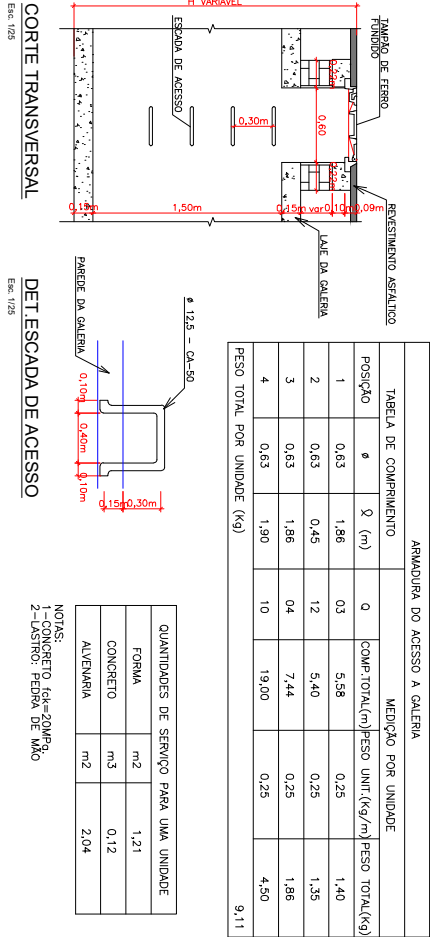 H VARIÁVEL
TAMPÃO DE FERRO
FUNDIDO
REVESTIMENTO ASFÁLTICO
LAJE DA GALERIA
ESCADA DE ACESSO
0,60
0,30m
0,15m
1,50m
0,15m
var
0,10m
0,09m
CORTE TRANSVERSAL
Esc. 1/25
ø 12,5 - CA-50
PAREDE DA GALERIA
0,10m
0,40m
0,10m
0,15m
0,30m
DET.ESCADA DE ACESSO
Esc. 1/25
ARMADURA DO ACESSO A GALERIA
TABELA DE COMPRIMENTO MEDIÇÃO POR UNIDADE
POSIÇÃO ø ℓ (m) Q COMP.TOTAL(m) PESO UNIT.(Kg/m) PESO TOTAL(Kg)
1 0,63 1,86 03 5,58 0,25 1,40
2 0,63 0,45 12 5,40 0,25 1,35
3 0,63 1,86 04 7,44 0,25 1,86
4 0,63 1,90 10 19,00 0,25 4,50
PESO TOTAL POR UNIDADE (Kg) 9,11
QUANTIDADES DE SERVIÇO PARA UMA UNIDADE
FORMA m2 1,21
CONCRETO m3 0,12
ALVENARIA m2 2,04
NOTAS:
1-CONCRETO fck=20MPa.
2-LASTRO: PEDRA DE MÃO